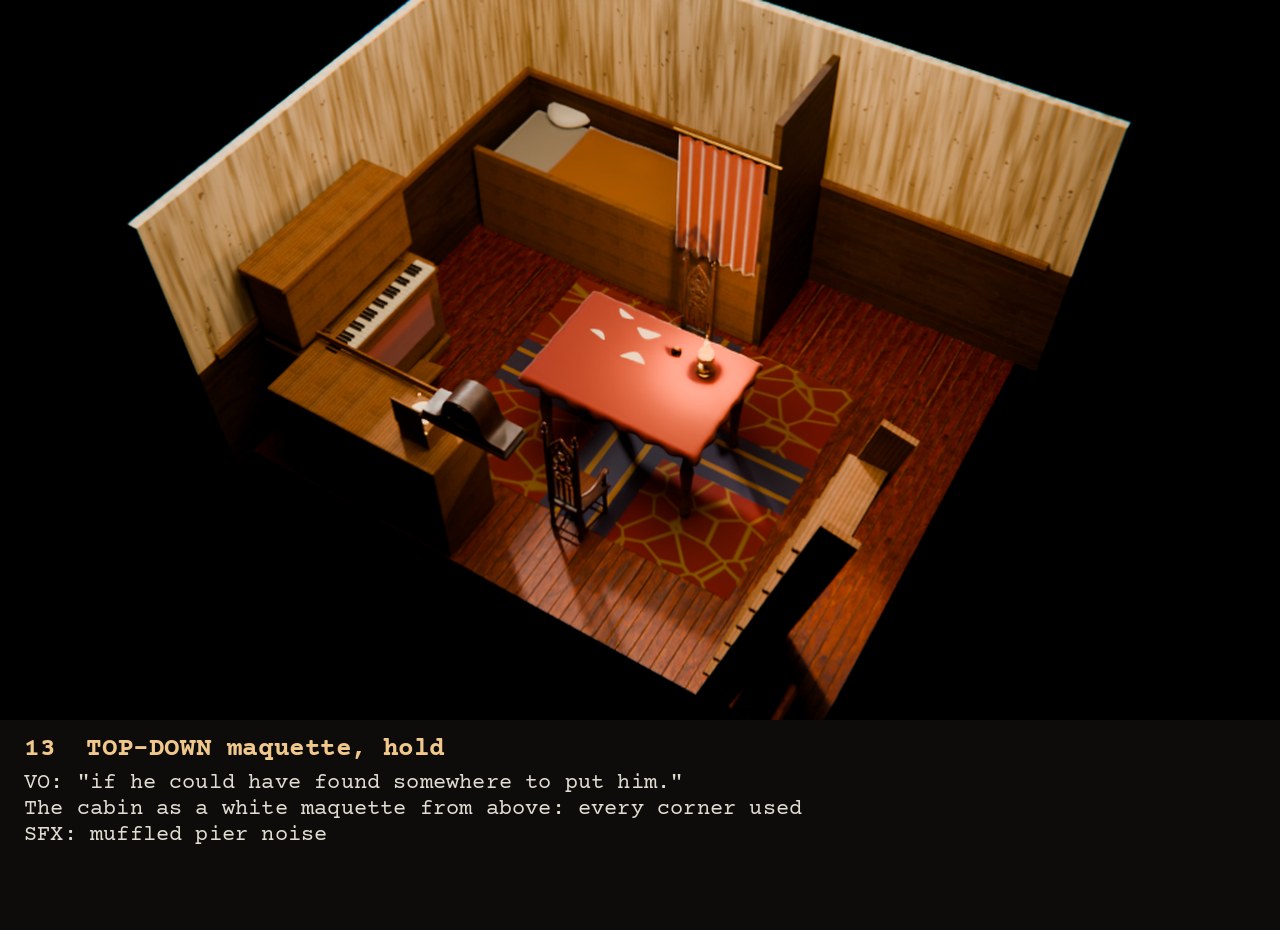 13  TOP-DOWN maquette, hold
VO: "if he could have found somewhere to put him."
The cabin as a white maquette from above: every corner used
SFX: muffled pier noise